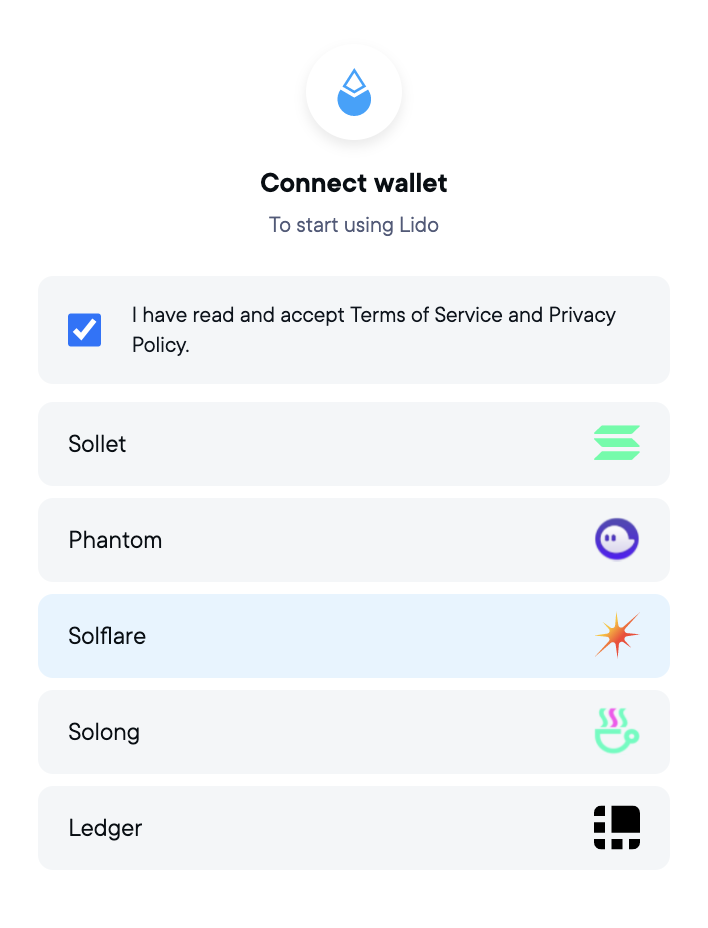 Connect wallet
To start using Lido
I have read and accept Terms of Service and Privacy
Policy.
Sollet
Phantom
Solflare
Solong
Ledger